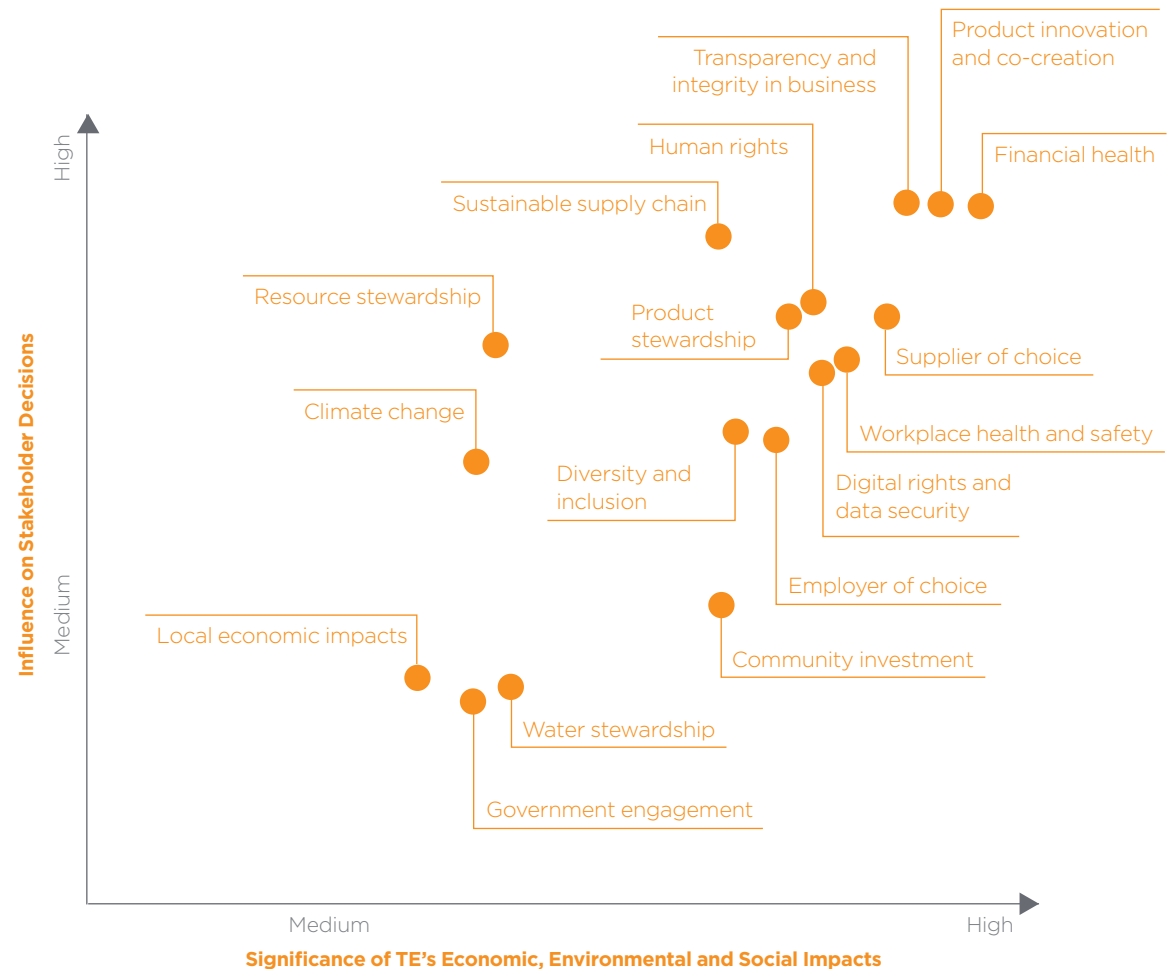 Product innovation
and co-creation
Transparency and
integrity in business
Human rights
Financial health
High
Sustainable supply chain
Resource stewardship
Product
stewardship
Supplier of choice
Climate change
Workplace health and safety
Diversity and
inclusion
Digital rights and
data security
Influence on Stakeholder Decisions
Employer of choice
Medium
Local economic impacts
Community investment
Water stewardship
Government engagement
Medium
High
Significance of TE's Economic, Environmental and Social Impacts